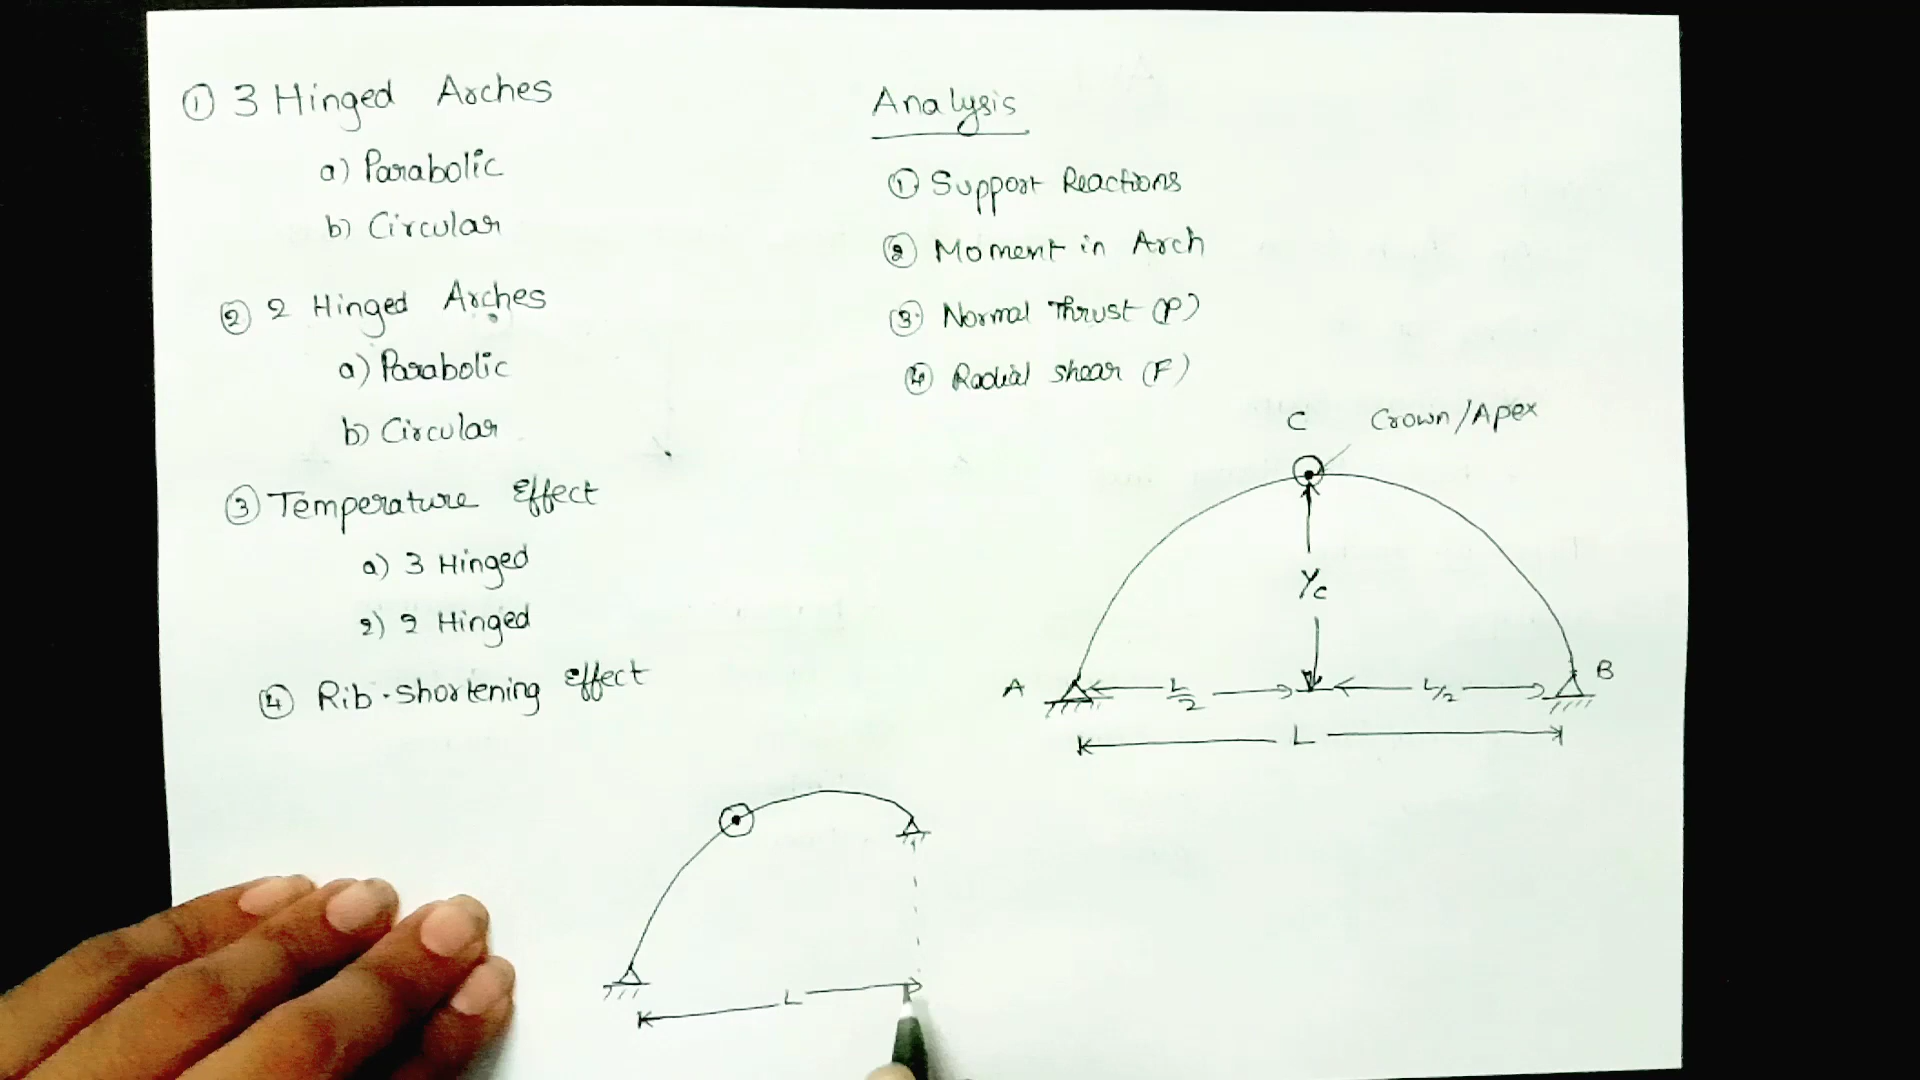 ① 3 Hinged Arches
a) Parabolic
b) Circular
② 2 Hinged Arches
a) Parabolic
b) Circular
③ Temperature Effect
a) 3 Hinged
2) 2 Hinged
④ Rib-Shortening Effect
Analysis
① Support Reactions
② Moment in Arch
③ Normal Thrust (P)
④ Radial Shear (F)
C Crown/Apex
Yc
A L/2 L/2 B
L
L